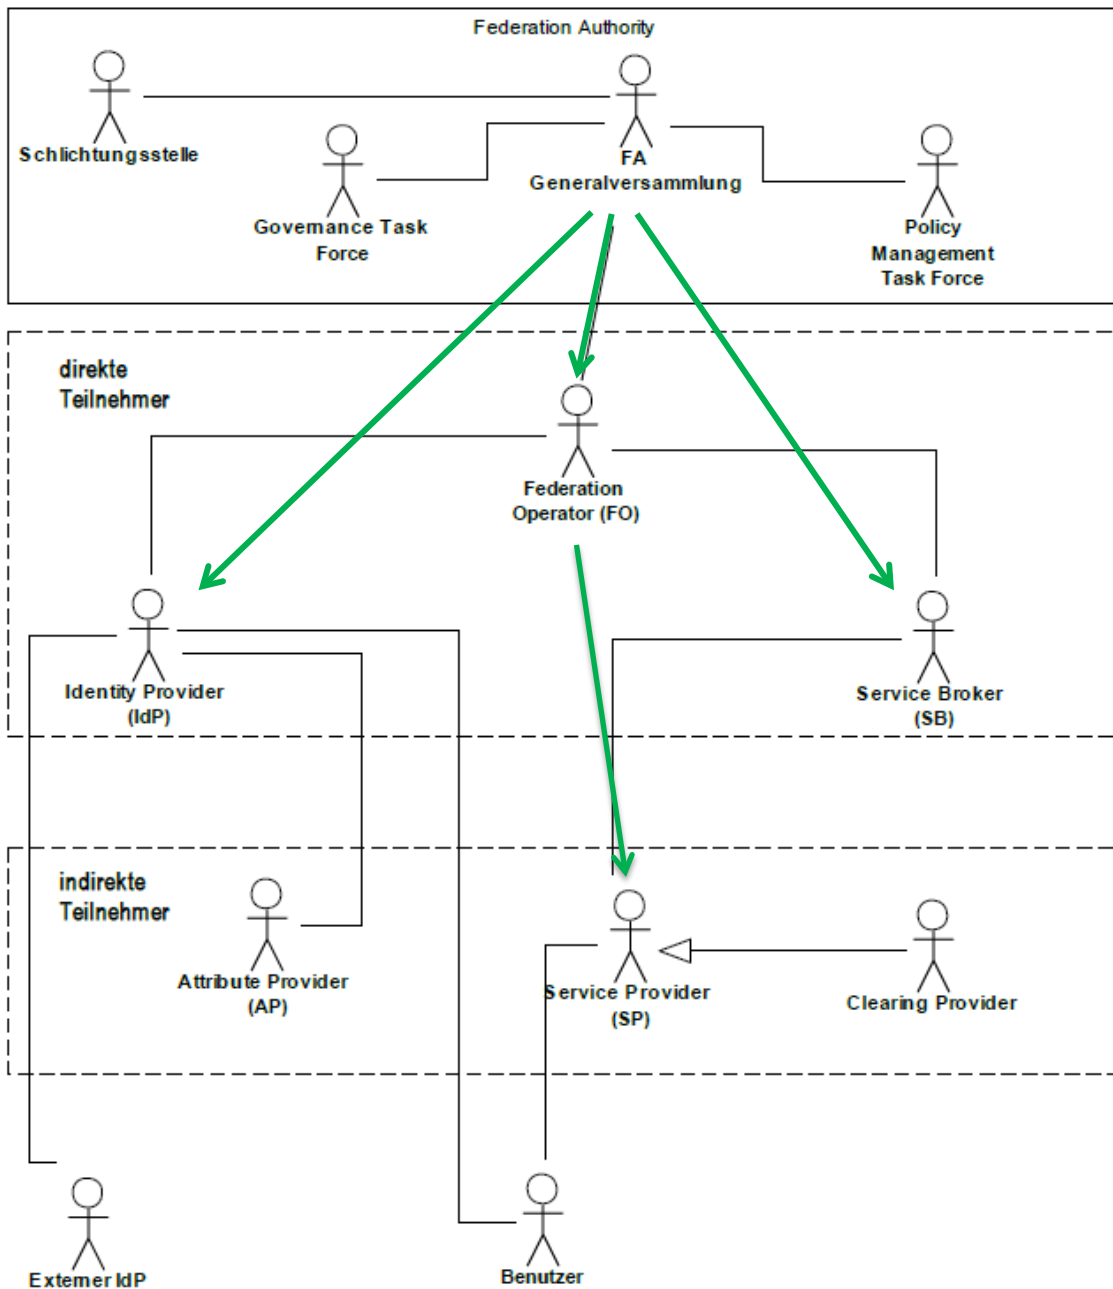 Federation Authority
Schlichtungsstelle
FA
Generalversammlung
Governance Task
Force
Policy
Management
Task Force
direkte
Teilnehmer
Federation
Operator (FO)
Identity Provider
(IdP)
Service Broker
(SB)
indirekte
Teilnehmer
Attribute Provider
(AP)
Service Provider
(SP)
Clearing Provider
Externer IdP
Benutzer